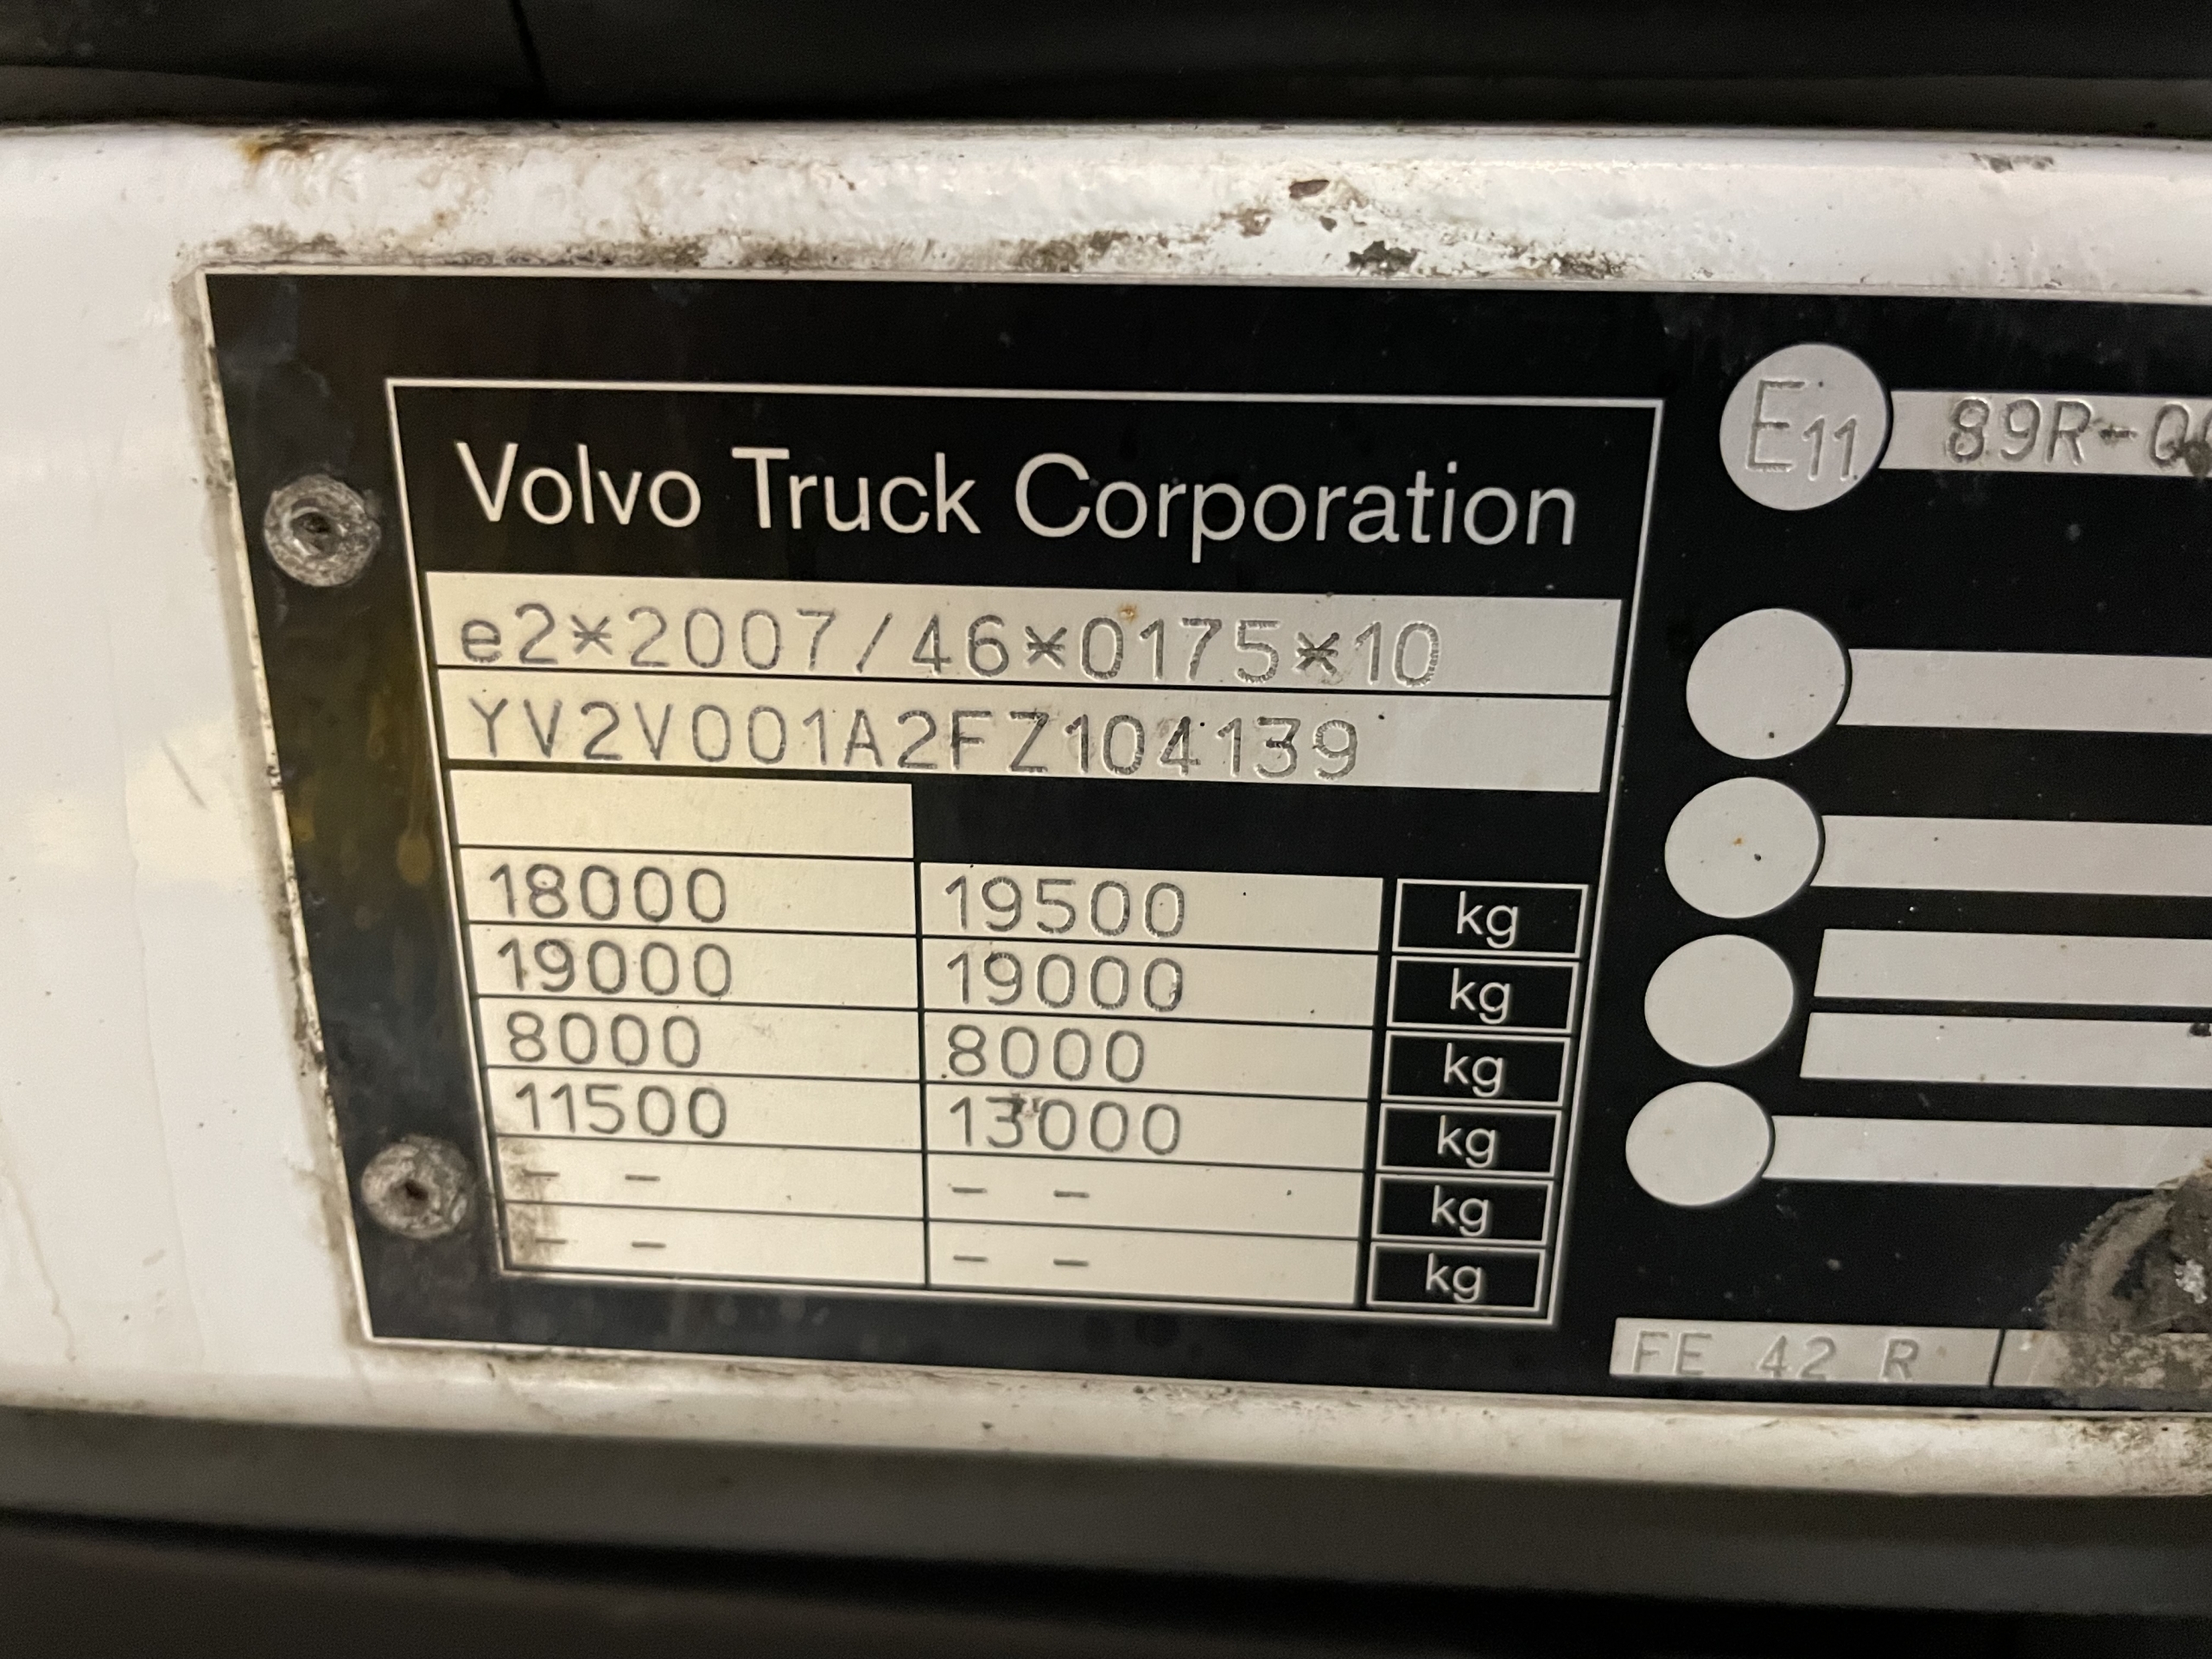 Volvo Truck Corporation
e2*2007/46*0175*10
YV2V001A2FZ104139
18000 19500 kg
19000 19000 kg
8000 8000 kg
11500 13000 kg
- - - - kg
- - - - kg
E11 89R-0
FE 42 R